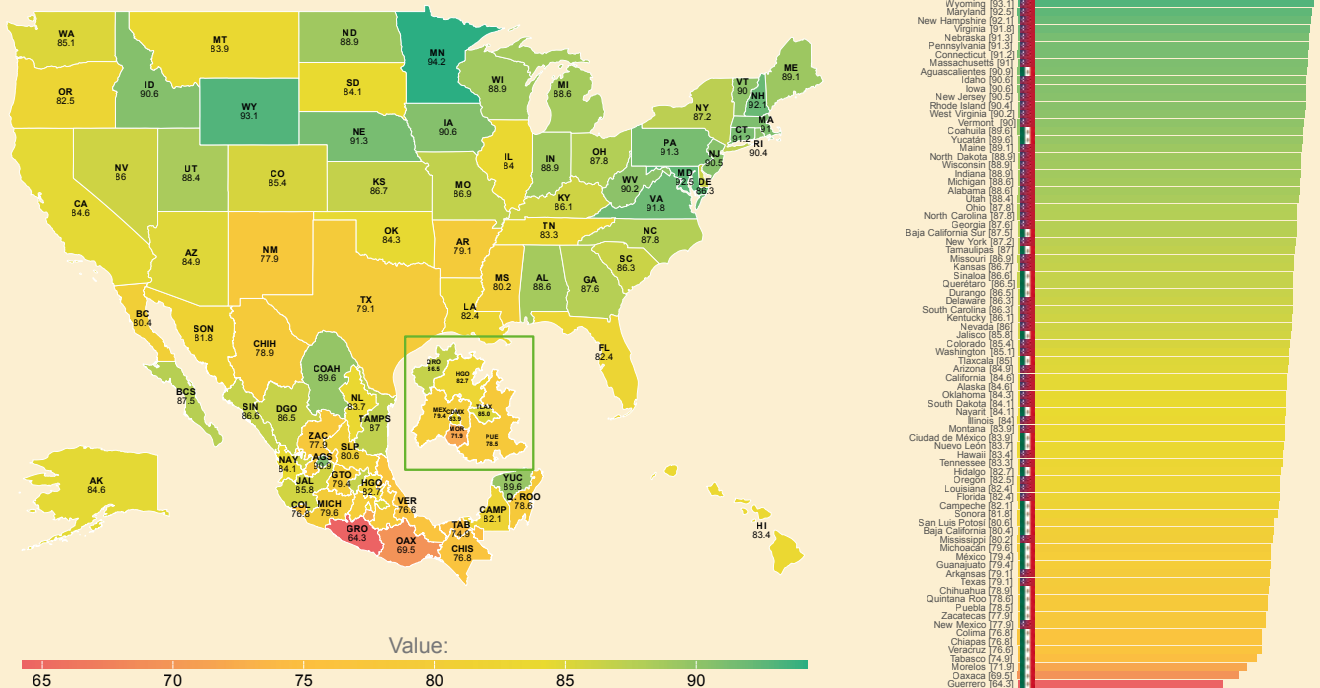 WA
85.1
OR
82.5
CA
84.6
NV
86
ID
90.6
MT
83.9
WY
93.1
UT
88.4
AZ
84.9
CO
85.4
NM
77.9
ND
88.9
SD
84.1
NE
91.3
KS
86.7
OK
84.3
TX
79.1
MN
94.2
IA
90.6
MO
86.9
AR
79.1
LA
82.4
WI
88.9
IL
84
MI
88.6
IN
88.9
OH
87.8
KY
86.1
TN
83.3
MS
80.2
AL
88.6
GA
87.6
FL
82.4
SC
86.3
NC
87.8
VA
91.8
WV
90.2
PA
91.3
NY
87.2
VT
90
NH
92.1
ME
89.1
MA
91
CT
91.2
RI
90.4
NJ
90.5
MD
92.5
DE
86.3
AK
84.6
HI
83.4
BC
80.4
BCS
87.5
SON
81.8
CHIH
78.9
COAH
89.6
NL
83.7
TAMPS
87
SIN
86.6
DGO
86.5
ZAC
77.9
SLP
80.6
NAY
84.1
AGS
90.9
JAL
85.8
GTO
79.4
HGO
82.7
COL
76.8
MICH
79.6
VER
76.6
GRO
64.3
OAX
69.5
TAB
74.9
CHIS
76.8
CAMP
82.1
YUC
89.6
Q. ROO
78.6
QRO
86.5
HGO
82.7
MEX
79.4
CDMX
83.9
TLAX
85.0
MOR
71.9
PUE
78.5
Value:
65 70 75 80 85 90
Wyoming [93.1]
Maryland [92.5]
New Hampshire [92.1]
Virginia [91.8]
Nebraska [91.3]
Pennsylvania [91.3]
Connecticut [91.2]
Massachusetts [91]
Aguascalientes [90.9]
Idaho [90.6]
Iowa [90.6]
New Jersey [90.5]
Rhode Island [90.4]
West Virginia [90.2]
Vermont [90]
Coahuila [89.6]
Yucatán [89.6]
Maine [89.1]
North Dakota [88.9]
Wisconsin [88.9]
Indiana [88.9]
Michigan [88.6]
Alabama [88.6]
Utah [88.4]
Ohio [87.8]
North Carolina [87.8]
Georgia [87.6]
Baja California Sur [87.5]
New York [87.2]
Tamaulipas [87]
Missouri [86.9]
Kansas [86.7]
Sinaloa [86.6]
Querétaro [86.5]
Durango [86.5]
Delaware [86.3]
South Carolina [86.3]
Kentucky [86.1]
Nevada [86]
Jalisco [85.8]
Colorado [85.4]
Washington [85.1]
Tlaxcala [85]
Arizona [84.9]
California [84.6]
Alaska [84.6]
Oklahoma [84.3]
South Dakota [84.1]
Nayarit [84.1]
Illinois [84]
Montana [83.9]
Ciudad de México [83.9]
Nuevo León [83.7]
Hawaii [83.4]
Tennessee [83.3]
Hidalgo [82.7]
Oregon [82.5]
Louisiana [82.4]
Florida [82.4]
Campeche [82.1]
Sonora [81.8]
San Luis Potosí [80.6]
Baja California [80.4]
Mississippi [80.2]
Michoacán [79.6]
México [79.4]
Guanajuato [79.4]
Arkansas [79.1]
Texas [79.1]
Chihuahua [78.9]
Quintana Roo [78.6]
Puebla [78.5]
Zacatecas [77.9]
New Mexico [77.9]
Colima [76.8]
Chiapas [76.8]
Veracruz [76.6]
Tabasco [74.9]
Morelos [71.9]
Oaxaca [69.5]
Guerrero [64.3]